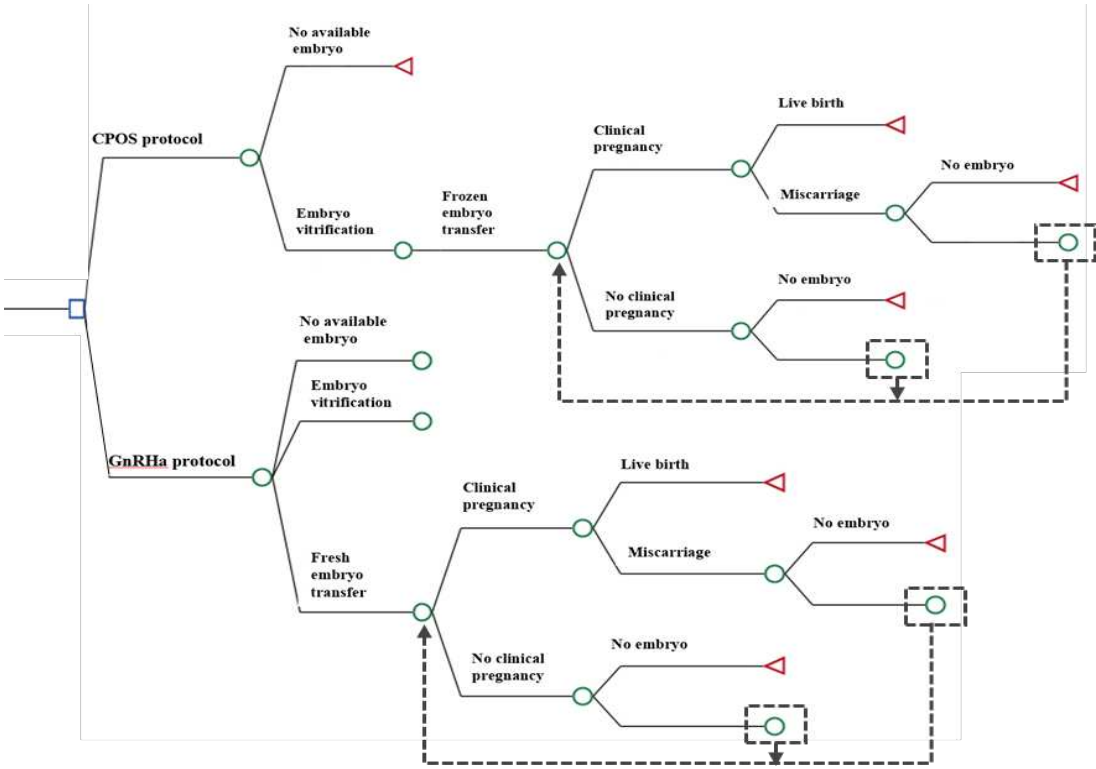 No available
embryo
CPOS protocol
Embryo
vitrification
Frozen
embryo
transfer
Clinical
pregnancy
Live birth
Miscarriage
No embryo
No clinical
pregnancy
No embryo
No available
embryo
Embryo
vitrification
GnRHa protocol
Fresh
embryo
transfer
Clinical
pregnancy
Live birth
Miscarriage
No embryo
No clinical
pregnancy
No embryo